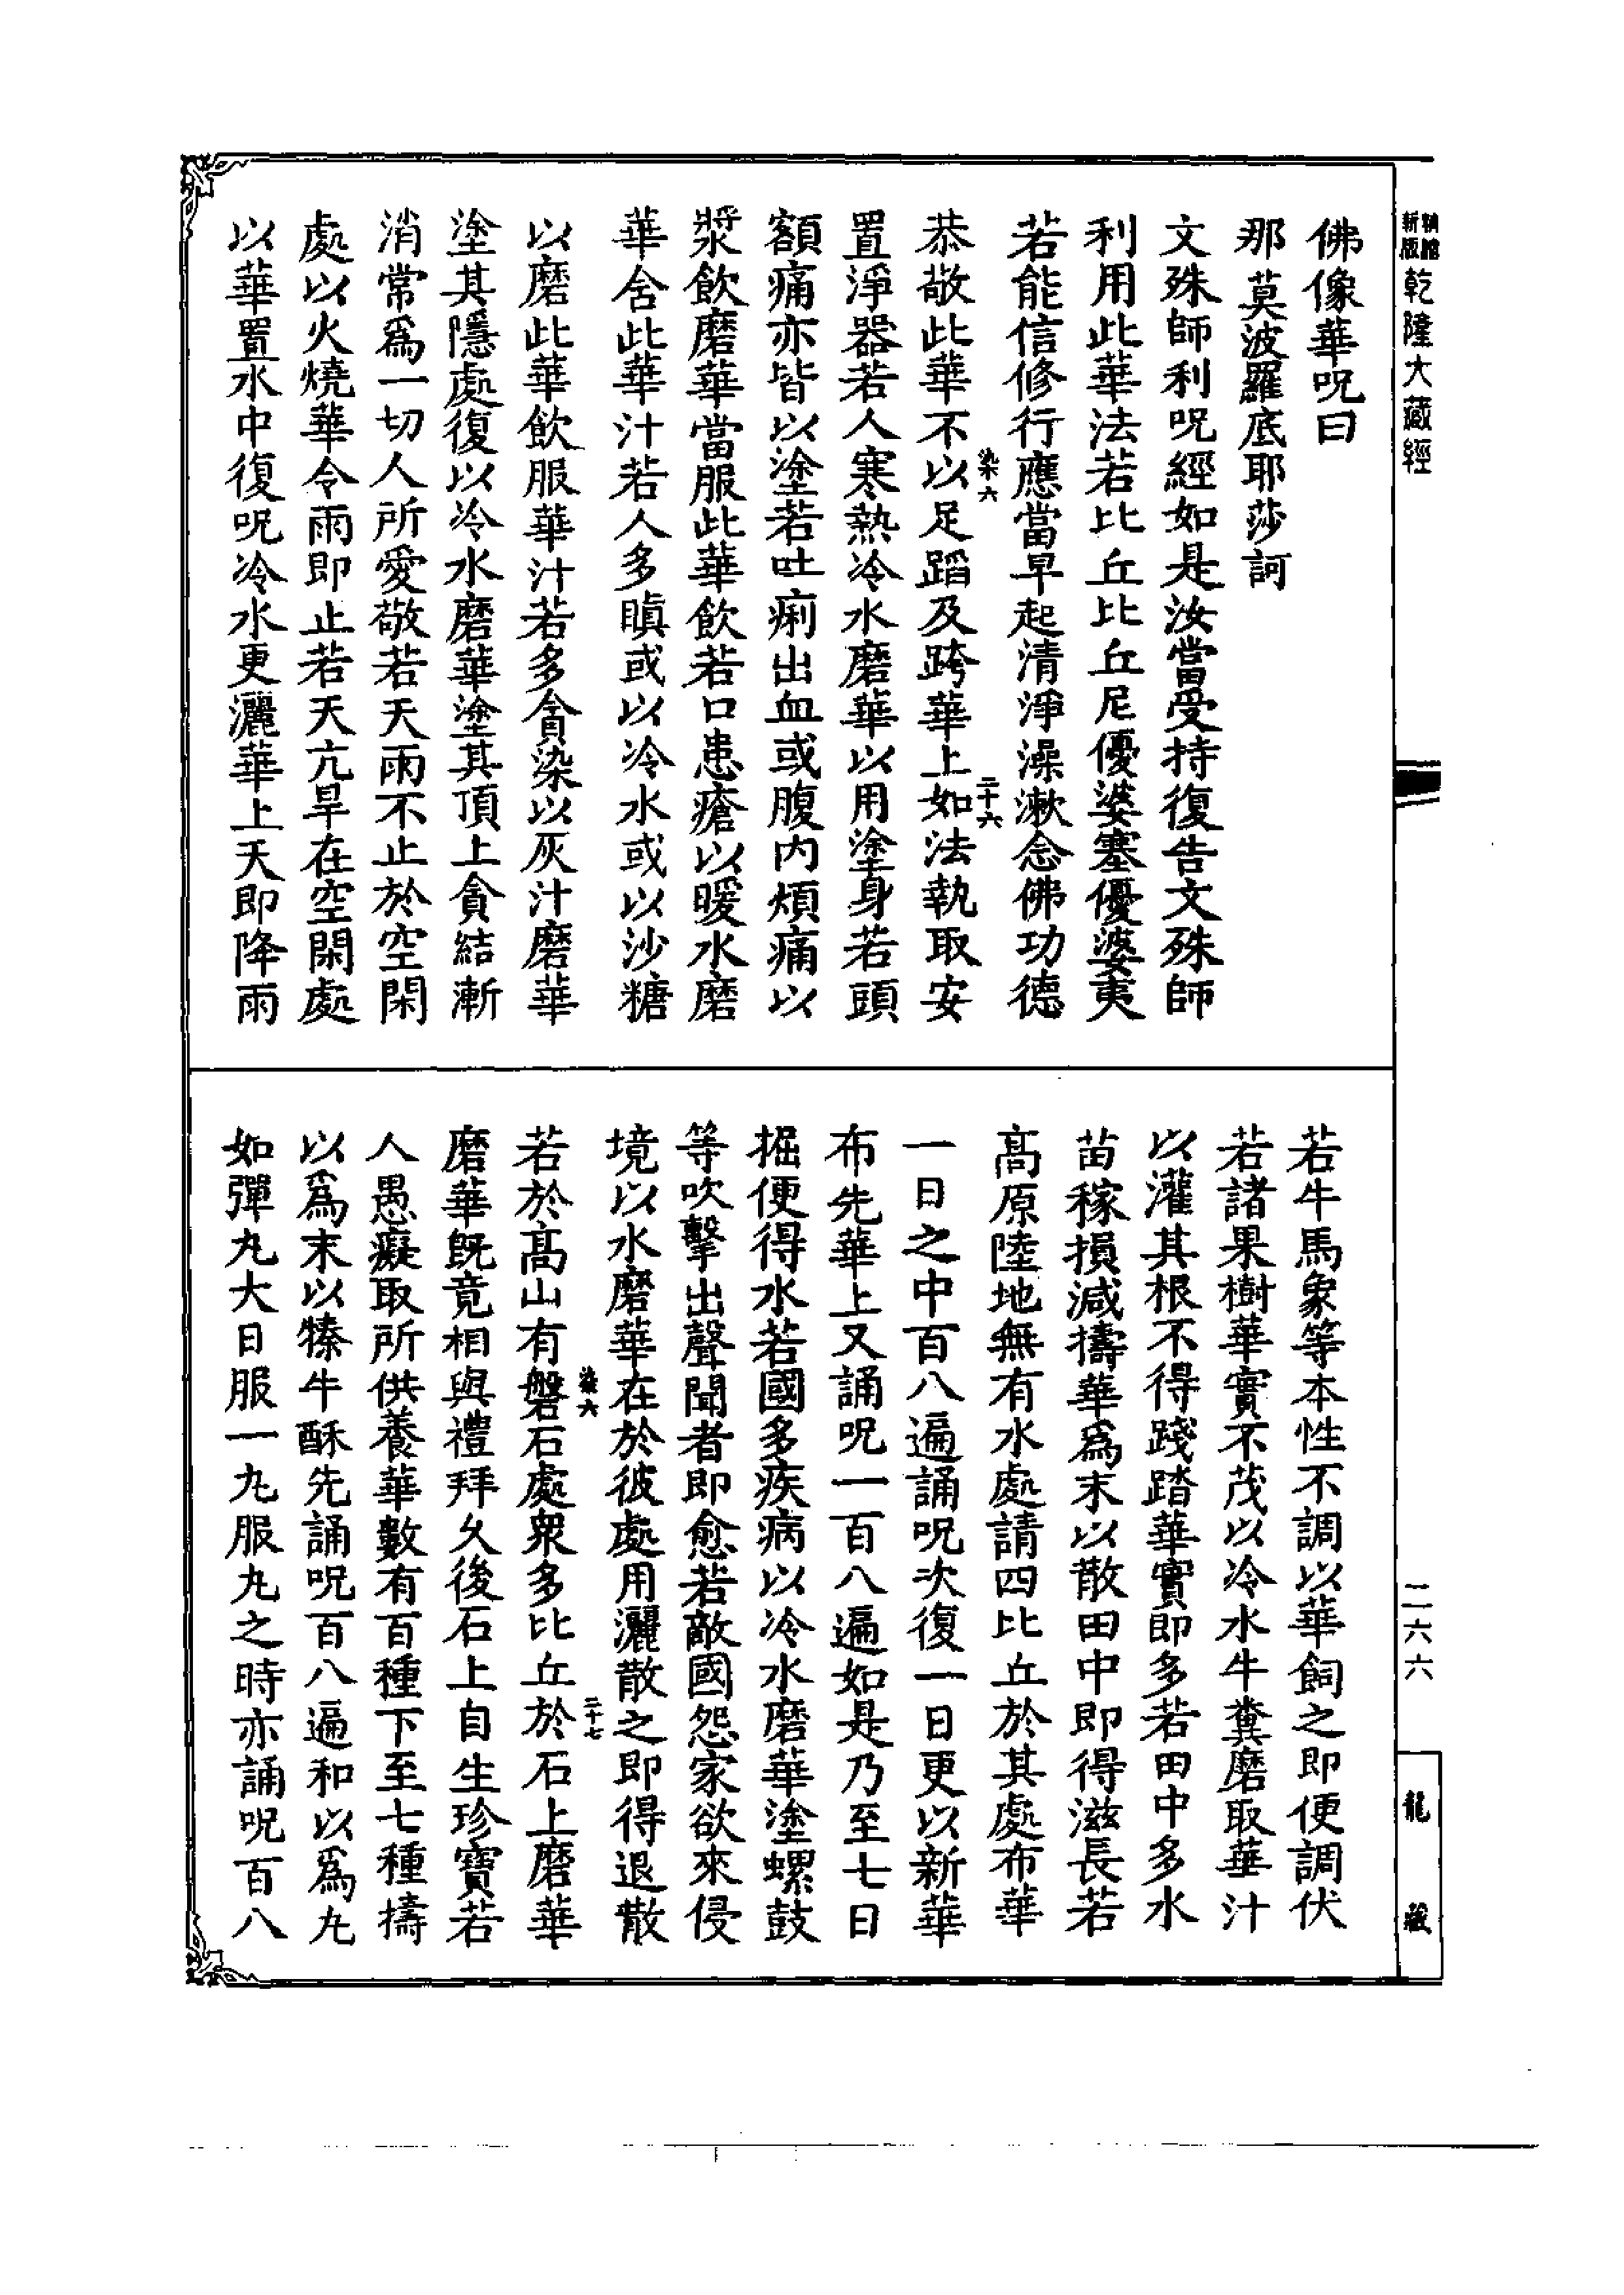 精縮
新版
乾隆大藏經
佛像華呪曰
那莫波羅底耶莎訶
文殊師利呪經如是汝當受持復告文殊師
利用此華法若比丘比丘尼優婆塞優婆夷
若能信修行應當早起清淨澡漱念佛功德
恭敬此華不以足蹈及跨華上如法執取安
染六
二十六
置淨器若人寒熱冷水磨華以用塗身若頭
額痛亦皆以塗若吐痢出血或腹內煩痛以
漿飲磨華當服此華飲若口患瘡以暖水磨
華含此華汁若人多瞋或以冷水或以沙糖
以磨此華飲服華汁若多貪染以灰汁磨華
塗其隱處復以冷水磨華塗其頂上貪結漸
消常爲一切人所愛敬若天雨不止於空閑
處以火燒華令雨即止若天亢旱在空閑處
以華置水中復呪冷水更灑華上天即降雨
若牛馬象等本性不調以華飼之即便調伏
若諸果樹華實不茂以冷水牛糞磨取華汁
以灌其根不得踐踏華實即多若田中多水
苗稼損減擣華爲末以散田中即得滋長若
高原陸地無有水處請四比丘於其處布華
一日之中百八遍誦呪次復一日更以新華
布先華上又誦呪一百八遍如是乃至七日
掘便得水若國多疾病以冷水磨華塗螺鼓
等吹擊出聲聞者即愈若敵國怨家欲來侵
境以水磨華在於彼處用灑散之即得退散
若於高山有磐石處衆多比丘於石上磨華
染六
二十七
磨華旣竟相與禮拜久後石上自生珍寶若
人愚癡取所供養華數有百種下至七種擣
以爲末以㹀牛酥先誦呪百八遍和以爲丸
如彈丸大日服一丸服丸之時亦誦呪百八
二六六
龍藏